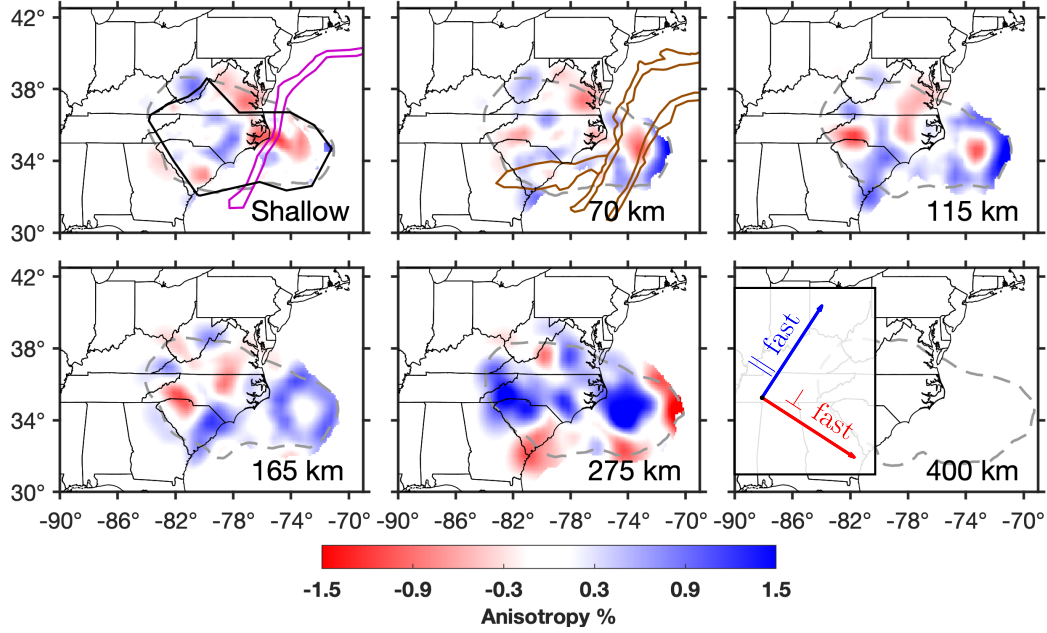 42°
38°
34°
30°
Shallow
70 km
115 km
42°
38°
34°
30°
165 km
275 km
|| fast
⊥ fast
400 km
-90 -86 -82 -78 -74 -70°
-90 -86 -82 -78 -74 -70°
-90 -86 -82 -78 -74 -70°
-1.5 -0.9 -0.3 0.3 0.9 1.5
Anisotropy %